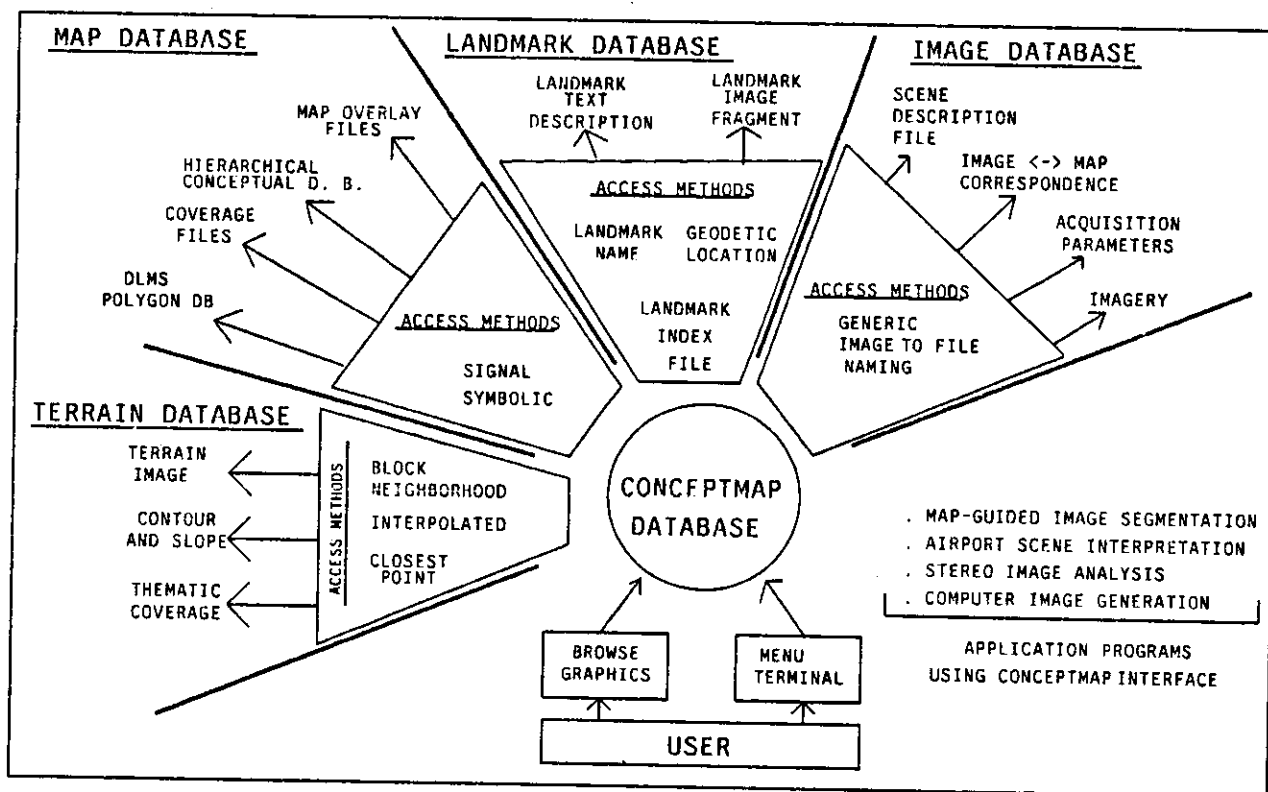 MAP DATABASE
MAP OVERLAY
FILES
HIERARCHICAL
CONCEPTUAL D. B.
COVERAGE
FILES
DLMS
POLYGON DB
ACCESS METHODS
SIGNAL
SYMBOLIC
LANDMARK DATABASE
LANDMARK
TEXT
DESCRIPTION
LANDMARK
IMAGE
FRAGMENT
ACCESS METHODS
LANDMARK
NAME
GEODETIC
LOCATION
LANDMARK
INDEX
FILE
IMAGE DATABASE
SCENE
DESCRIPTION
FILE
IMAGE <-> MAP
CORRESPONDENCE
ACQUISITION
PARAMETERS
IMAGERY
ACCESS METHODS
GENERIC
IMAGE TO FILE
NAMING
TERRAIN DATABASE
TERRAIN
IMAGE
CONTOUR
AND SLOPE
THEMATIC
COVERAGE
ACCESS METHODS
BLOCK
NEIGHBORHOOD
INTERPOLATED
CLOSEST
POINT
CONCEPTMAP
DATABASE
. MAP-GUIDED IMAGE SEGMENTATION
. AIRPORT SCENE INTERPRETATION
. STEREO IMAGE ANALYSIS
. COMPUTER IMAGE GENERATION
APPLICATION PROGRAMS
USING CONCEPTMAP INTERFACE
BROWSE
GRAPHICS
MENU
TERMINAL
USER